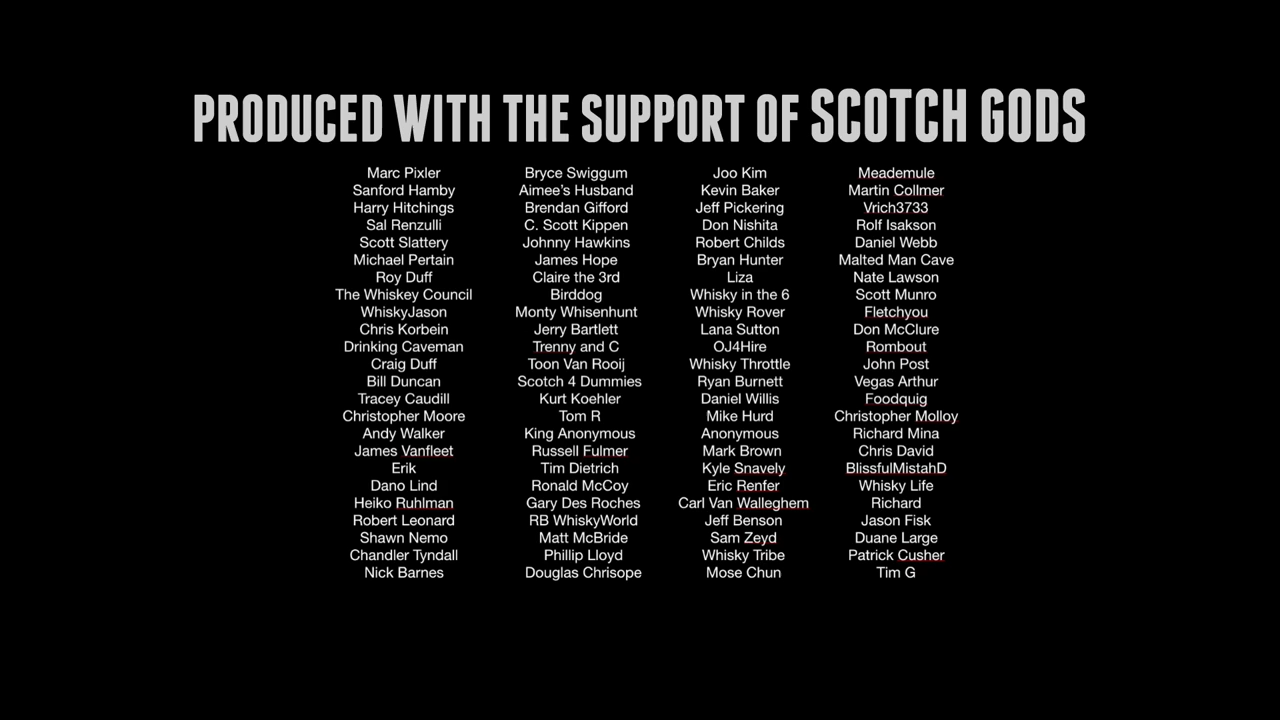 PRODUCED WITH THE SUPPORT OF SCOTCH GODS
Marc Pixler
Sanford Hamby
Harry Hitchings
Sal Renzulli
Scott Slattery
Michael Pertain
Roy Duff
The Whiskey Council
WhiskyJason
Chris Korbein
Drinking Caveman
Craig Duff
Bill Duncan
Tracey Caudill
Christopher Moore
Andy Walker
James Vanfleet
Erik
Dano Lind
Heiko Ruhlman
Robert Leonard
Shawn Nemo
Chandler Tyndall
Nick Barnes
Bryce Swiggum
Aimee’s Husband
Brendan Gifford
C. Scott Kippen
Johnny Hawkins
James Hope
Claire the 3rd
Birddog
Monty Whisenhunt
Jerry Bartlett
Trenny and C
Toon Van Rooij
Scotch 4 Dummies
Kurt Koehler
Tom R
King Anonymous
Russell Fulmer
Tim Dietrich
Ronald McCoy
Gary Des Roches
RB WhiskyWorld
Matt McBride
Phillip Lloyd
Douglas Chrisope
Joo Kim
Kevin Baker
Jeff Pickering
Don Nishita
Robert Childs
Bryan Hunter
Liza
Whisky in the 6
Whisky Rover
Lana Sutton
OJ4Hire
Whisky Throttle
Ryan Burnett
Daniel Willis
Mike Hurd
Anonymous
Mark Brown
Kyle Snavely
Eric Renfer
Carl Van Walleghem
Jeff Benson
Sam Zeyd
Whisky Tribe
Mose Chun
Meademule
Martin Collmer
Vrich3733
Rolf Isakson
Daniel Webb
Malted Man Cave
Nate Lawson
Scott Munro
Fletchyou
Don McClure
Rombout
John Post
Vegas Arthur
Foodquig
Christopher Molloy
Richard Mina
Chris David
BlissfulMistahD
Whisky Life
Richard
Jason Fisk
Duane Large
Patrick Cusher
Tim G